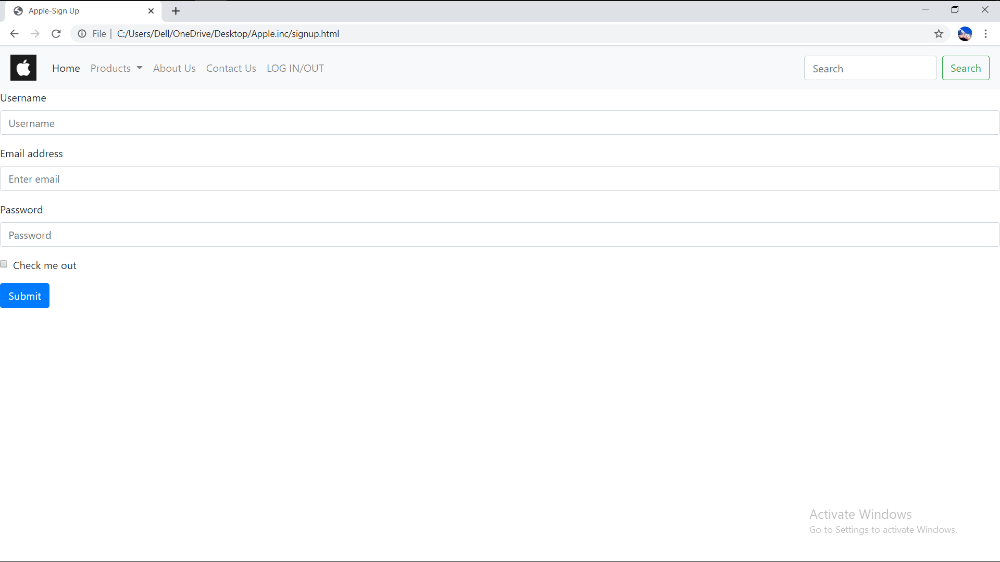 Apple-Sign Up
File | C:/Users/Dell/OneDrive/Desktop/Apple.inc/signup.html
Home Products About Us Contact Us LOG IN/OUT Search Search
Username
Username
Email address
Enter email
Password
Password
Check me out
Submit
Activate Windows
Go to Settings to activate Windows.